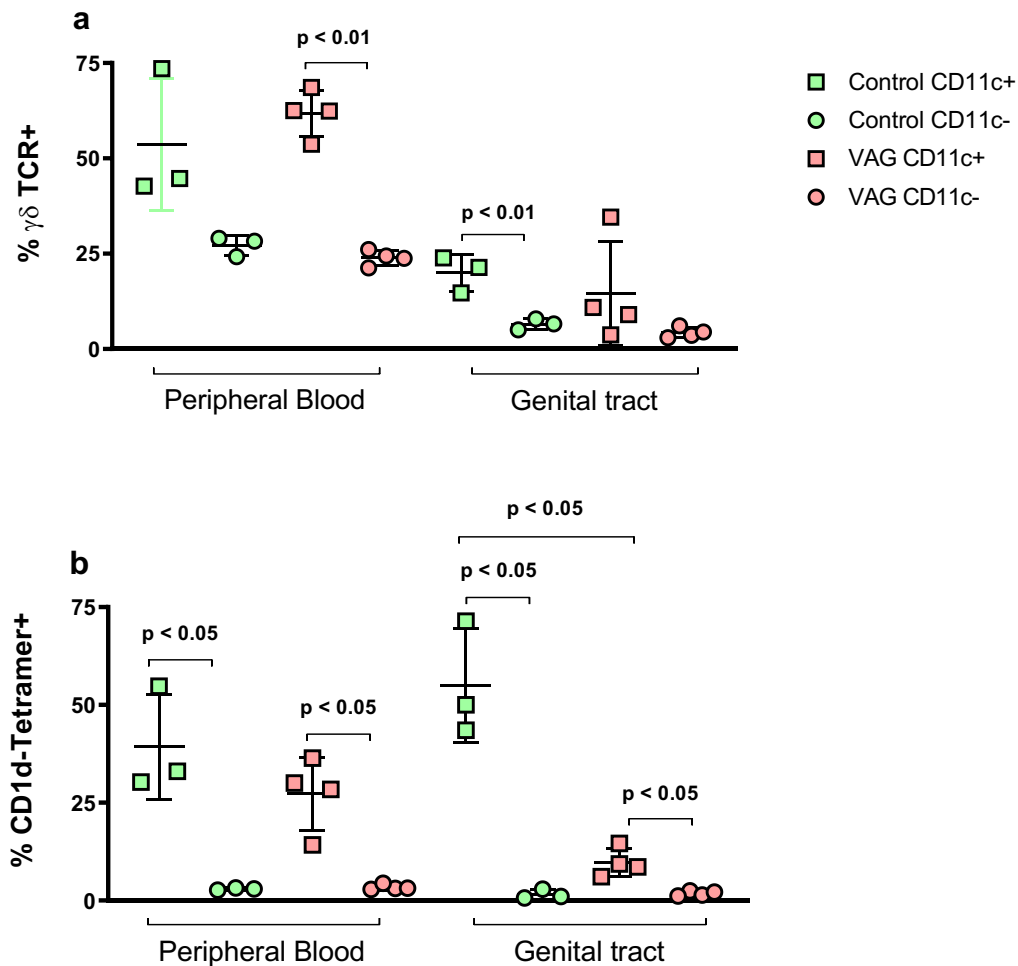 a
p < 0.01
75
50
25
0
% γδ TCR+
p < 0.01
Peripheral Blood
Genital tract
Control CD11c+
Control CD11c-
VAG CD11c+
VAG CD11c-
b
p < 0.05
p < 0.05
p < 0.05
p < 0.05
p < 0.05
75
50
25
0
% CD1d-Tetramer+
Peripheral Blood
Genital tract